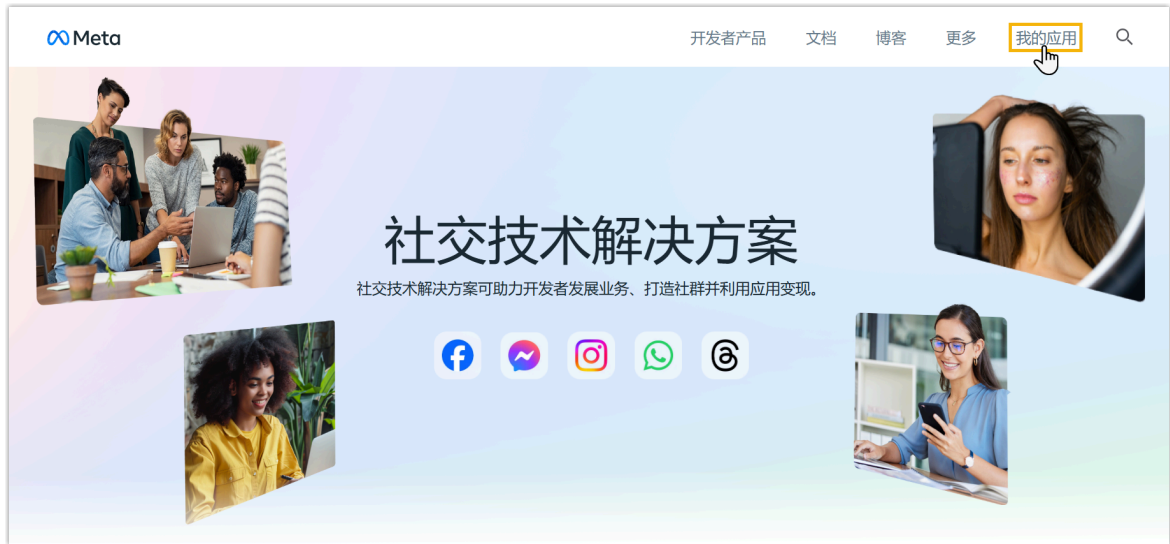 Meta
开发者产品 文档 博客 更多 我的应用
社交技术解决方案
社交技术解决方案可助力开发者发展业务、打造社群并利用应用变现。